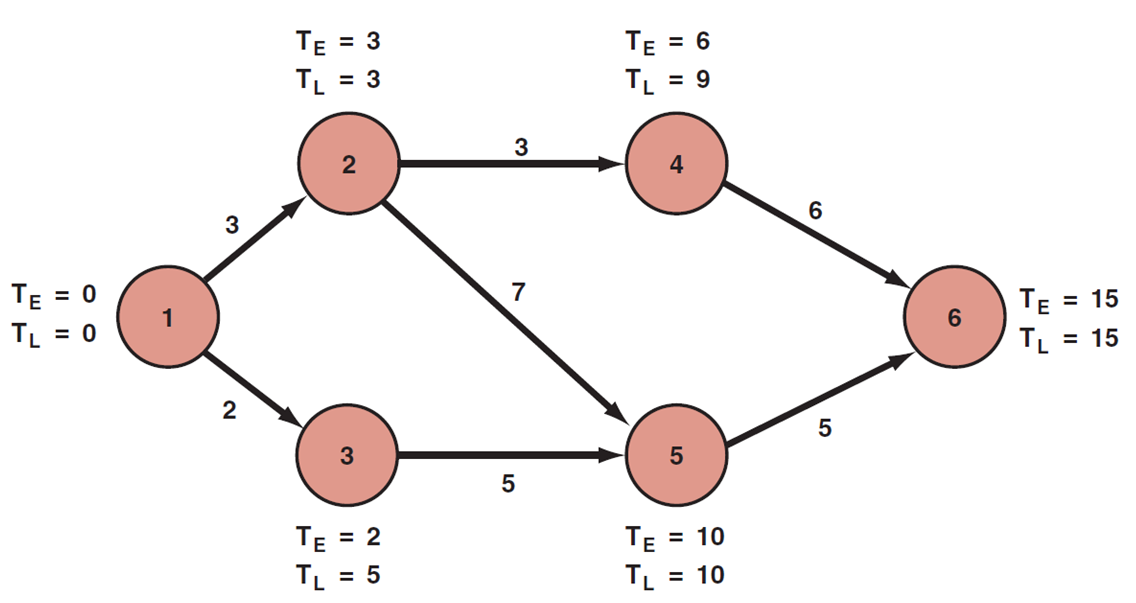 T_E = 3
T_L = 3
T_E = 6
T_L = 9
2
3
4
3
6
T_E = 0
T_L = 0
1
7
6
T_E = 15
T_L = 15
2
3
5
5
5
T_E = 2
T_L = 5
T_E = 10
T_L = 10